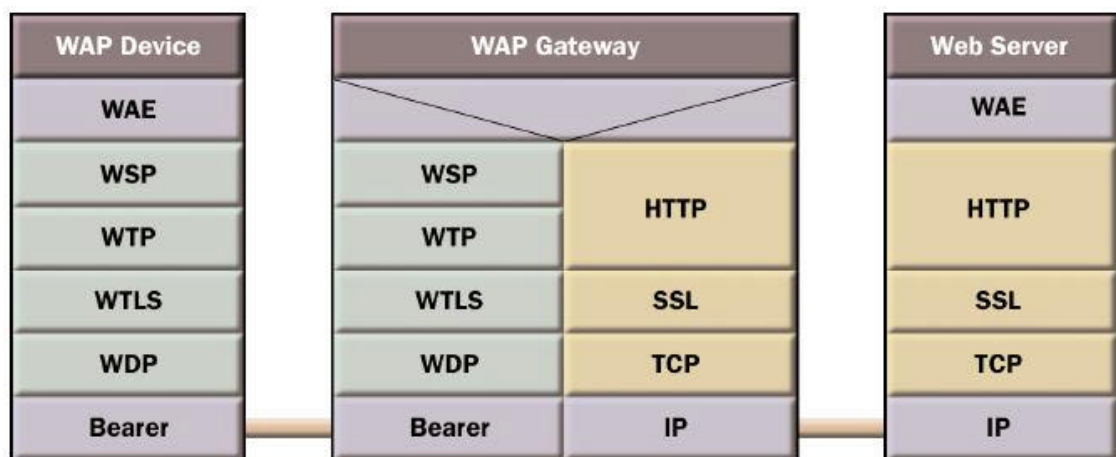 WAP Device
WAE
WSP
WTP
WTLS
WDP
Bearer
WAP Gateway
WSP
WTP
WTLS
WDP
Bearer
HTTP
SSL
TCP
IP
Web Server
WAE
HTTP
SSL
TCP
IP